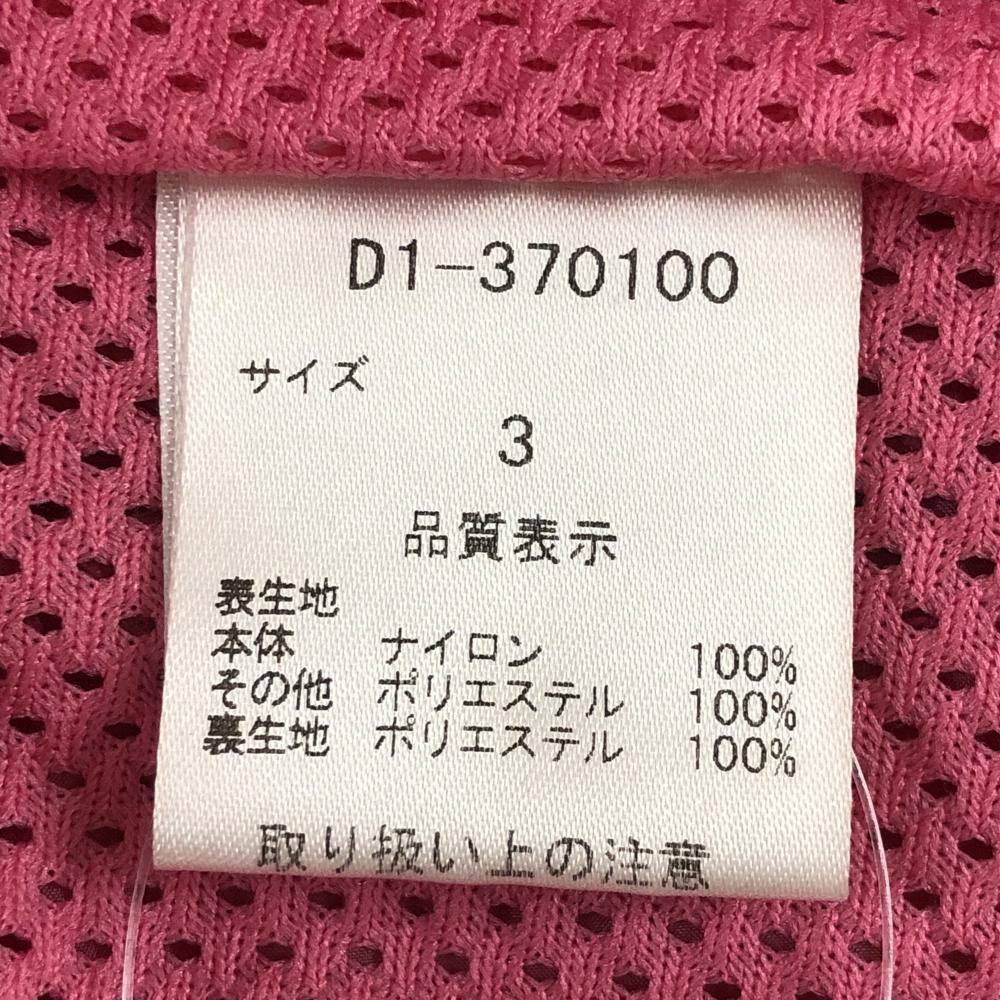 D1-370100
サイズ
3
品質表示
表生地
本体 ナイロン 100%
その他 ポリエステル 100%
裏生地 ポリエステル 100%
取り扱い上の注意